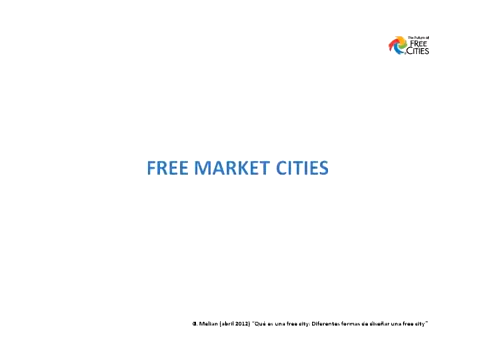 The Future of
FREE
CITIES
FREE MARKET CITIES
G. Melian (abril 2012) "Qué es una free city: Diferentes formas de diseñar una free city"